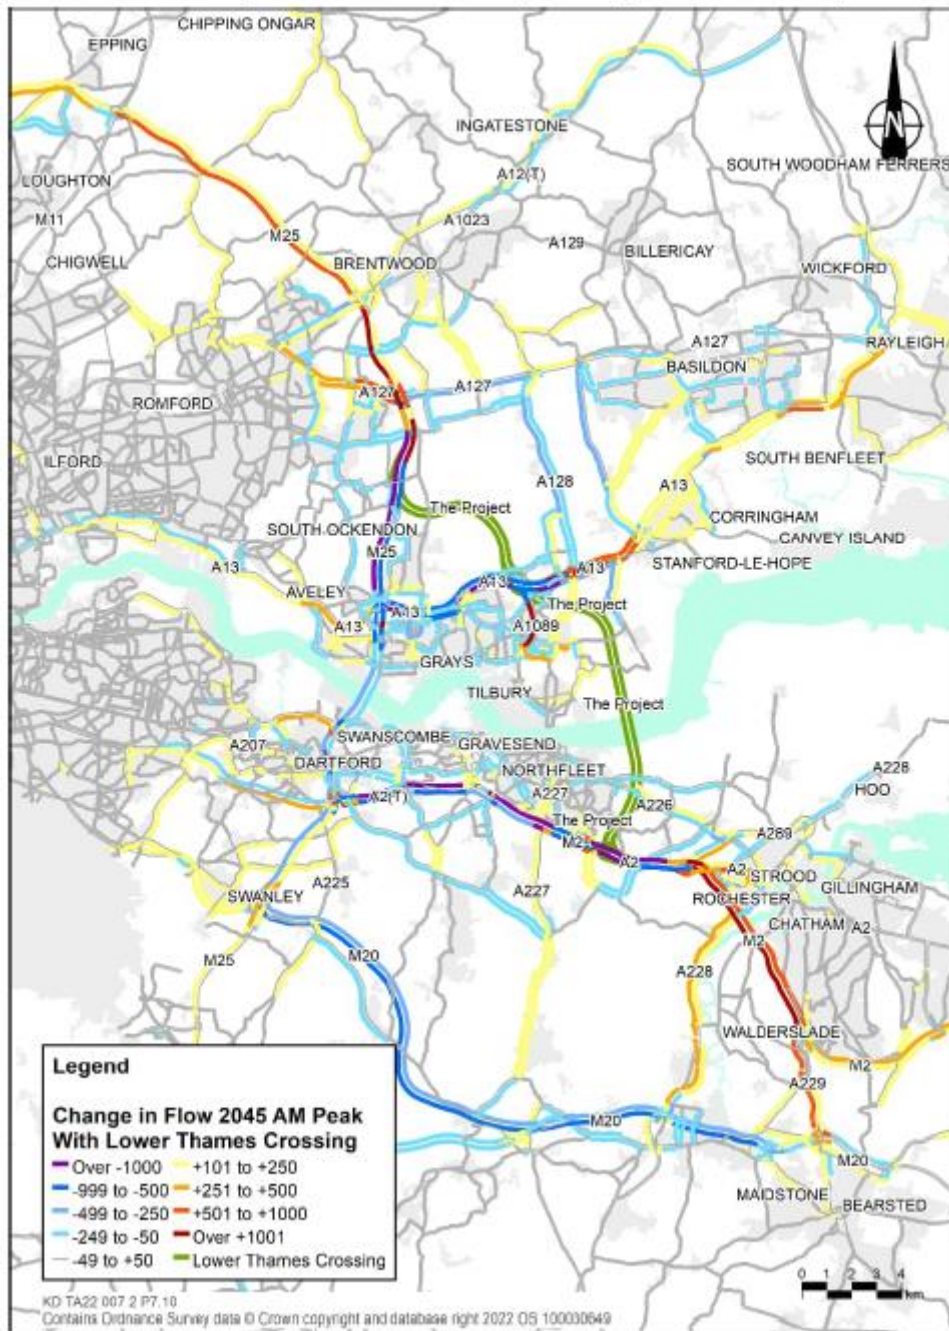 CHIPPING ONGAR
EPPING
INGATESTONE
N
SOUTH WOODHAM FERRERS
LOUGHTON
A12(T)
M11
A1023
M25
A129
BILLERICAY
CHIGWELL
BRENTWOOD
WICKFORD
A127
RAYLEIGH
BASILDON
A127
A127
ROMFORD
ILFORD
SOUTH BENFLEET
A128
A13
The Project
SOUTH OCKENDON
CORRINGHAM
CANVEY ISLAND
M25
STANFORD-LE-HOPE
A13
A13
A13
AVELEY
The Project
A13
A13
A1089
GRAYS
TILBURY
The Project
SWANSCOMBE
GRAVESEND
A207
DARTFORD
NORTHFLEET
A228
HOO
A2(T)
A227
A226
The Project
A289
M2
A2
A2
STROOD
GILLINGHAM
A225
SWANLEY
A227
ROCHESTER
CHATHAM
A2
M2
M20
M25
A228
WALDERSLADE
M2
A229
M20
M20
MAIDSTONE
BEARSTED
Legend
Change in Flow 2045 AM Peak
With Lower Thames Crossing
Over -1000
+101 to +250
-999 to -500
+251 to +500
-499 to -250
+501 to +1000
-249 to -50
Over +1001
-49 to +50
Lower Thames Crossing
0 1 2 3 4
km
KD TA22 007 2 P7.10
Contains Ordnance Survey data © Crown copyright and database right 2022 OS 100030649